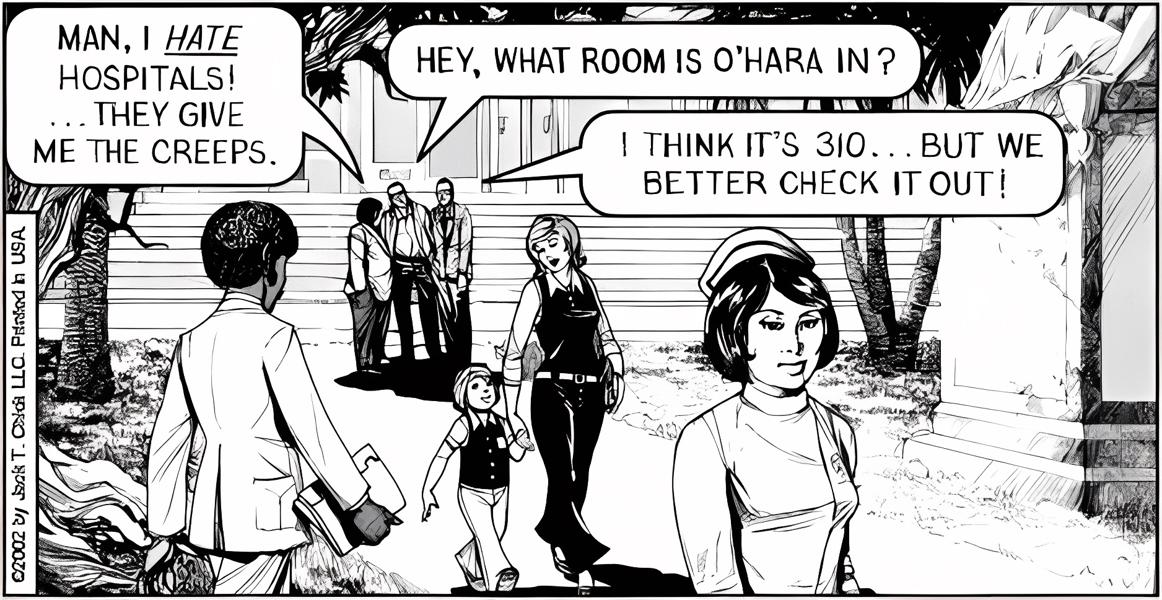 MAN, I HATE
HOSPITALS!
...THEY GIVE
ME THE CREEPS.
HEY, WHAT ROOM IS O'HARA IN?
I THINK IT'S 310...BUT WE
BETTER CHECK IT OUT!
©2002 by Jack T. LLC. Printed in USA